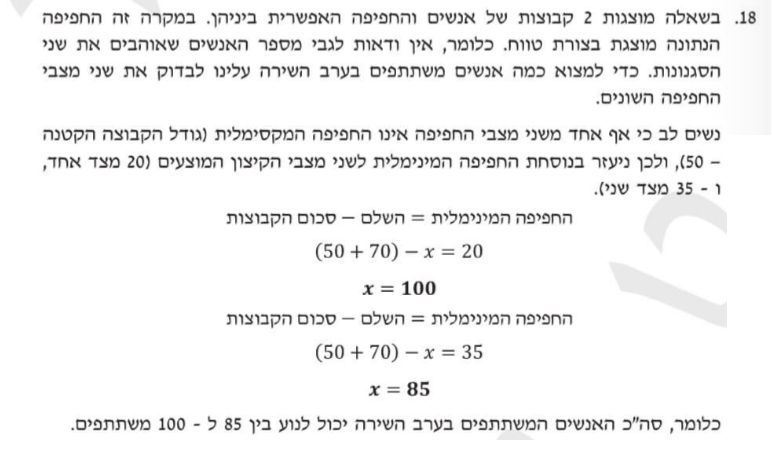 18. בשאלה מוצגות 2 קבוצות של אנשים והחפיפה האפשרית ביניהן. במקרה זה החפיפה
הנתונה מוצגת בצורת טווח. כלומר, אין ודאות לגבי מספר האנשים שאוהבים את שני
הסגנונות. כדי למצוא כמה אנשים משתתפים בערב השירה עלינו לבדוק את שני מצבי
החפיפה השונים.
נשים לב כי אף אחד משני מצבי החפיפה אינו החפיפה המקסימלית (גודל הקבוצה הקטנה
– 50), ולכן ניעזר בנוסחת החפיפה המינימלית לשני מצבי הקיצון המוצעים (20 מצד אחד,
ו - 35 מצד שני).
החפיפה המינימלית = השלם – סכום הקבוצות
(50 + 70) − x = 20
x = 100
החפיפה המינימלית = השלם – סכום הקבוצות
(50 + 70) − x = 35
x = 85
כלומר, סה"כ האנשים המשתתפים בערב השירה יכול לנוע בין 85 ל - 100 משתתפים.